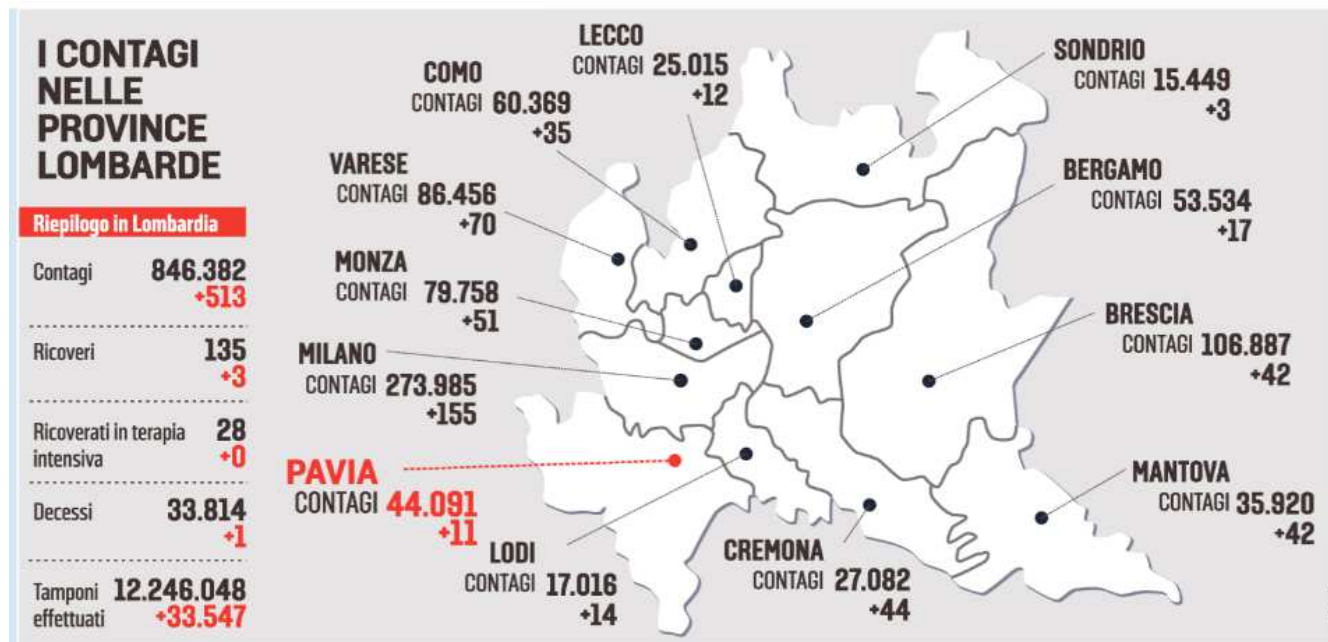 I CONTAGI
NELLE
PROVINCE
LOMBARDE
Riepilogo in Lombardia
Contagi 846.382
+513
Ricoveri 135
+3
Ricoverati in terapia intensiva 28
+0
Decessi 33.814
+1
Tamponi effettuati 12.246.048
+33.547
LECCO
CONTAGI 25.015
+12
SONDRIO
CONTAGI 15.449
+3
COMO
CONTAGI 60.369
+35
VARESE
CONTAGI 86.456
+70
BERGAMO
CONTAGI 53.534
+17
MONZA
CONTAGI 79.758
+51
BRESCIA
CONTAGI 106.887
+42
MILANO
CONTAGI 273.985
+155
PAVIA
CONTAGI 44.091
+11
MANTOVA
CONTAGI 35.920
+42
LODI
CONTAGI 17.016
+14
CREMONA
CONTAGI 27.082
+44